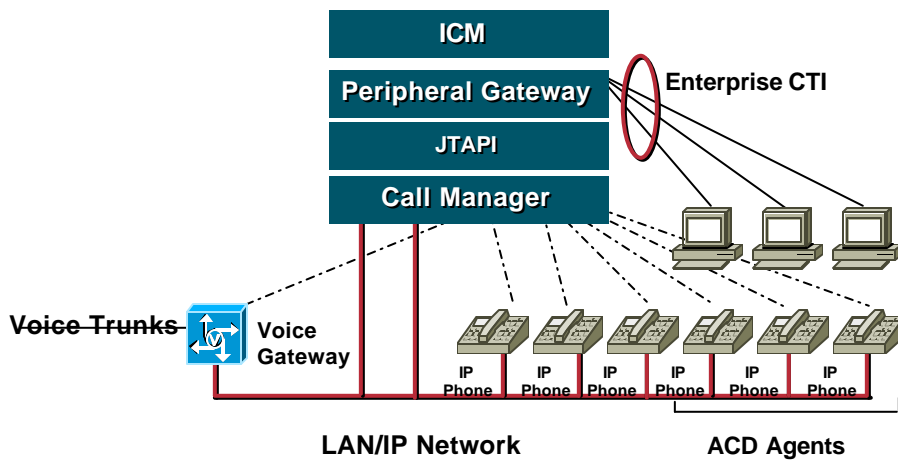 ICM
Peripheral Gateway
Enterprise CTI
JTAPI
Call Manager
Voice Trunks
Voice
Gateway
IP
Phone
IP
Phone
IP
Phone
IP
Phone
IP
Phone
IP
Phone
LAN/IP Network
ACD Agents